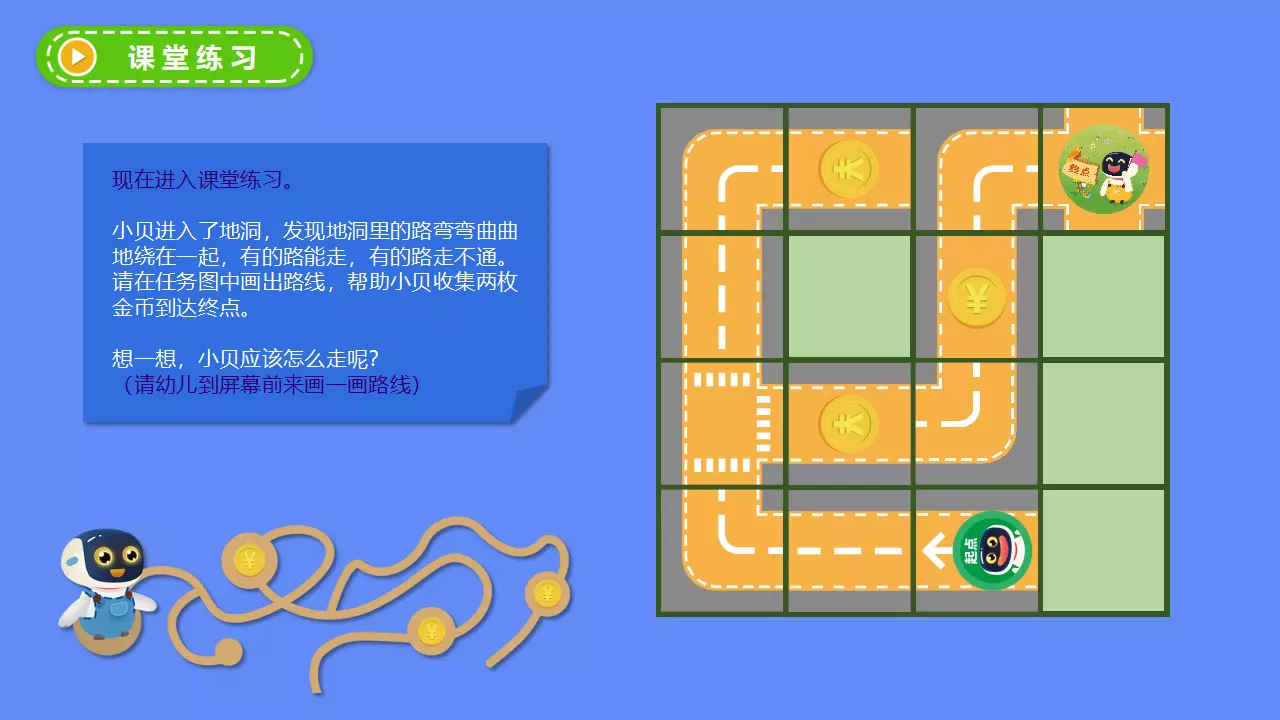 课堂练习
现在进入课堂练习。
小贝进入了地洞，发现地洞里的路弯弯曲曲
地绕在一起，有的路能走，有的路走不通。
请在任务图中画出路线，帮助小贝收集两枚
金币到达终点。
想一想，小贝应该怎么走呢？
（请幼儿到屏幕前来画一画路线）
终点
¥
¥
¥
起点
¥
¥
¥